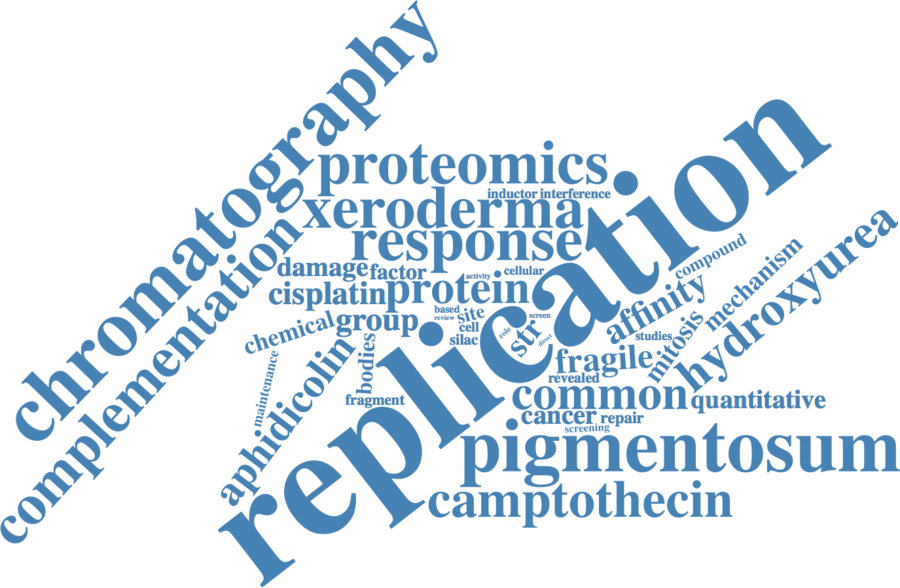 chromatography
complementation
proteomics
inductor interference
xeroderma
response
replication
damage factor
activity
cellular
compound
cisplatin
protein
affinity
mechanism
hydroxyurea
based
review
site
cell
silac
role
str
screen
direct
chemical
group
studies
mitosis
maintenance
aphidicolin
bodies
fragment
fragile
revealed
common
quantitative
cancer
repair
screening
pigmentosum
camptothecin